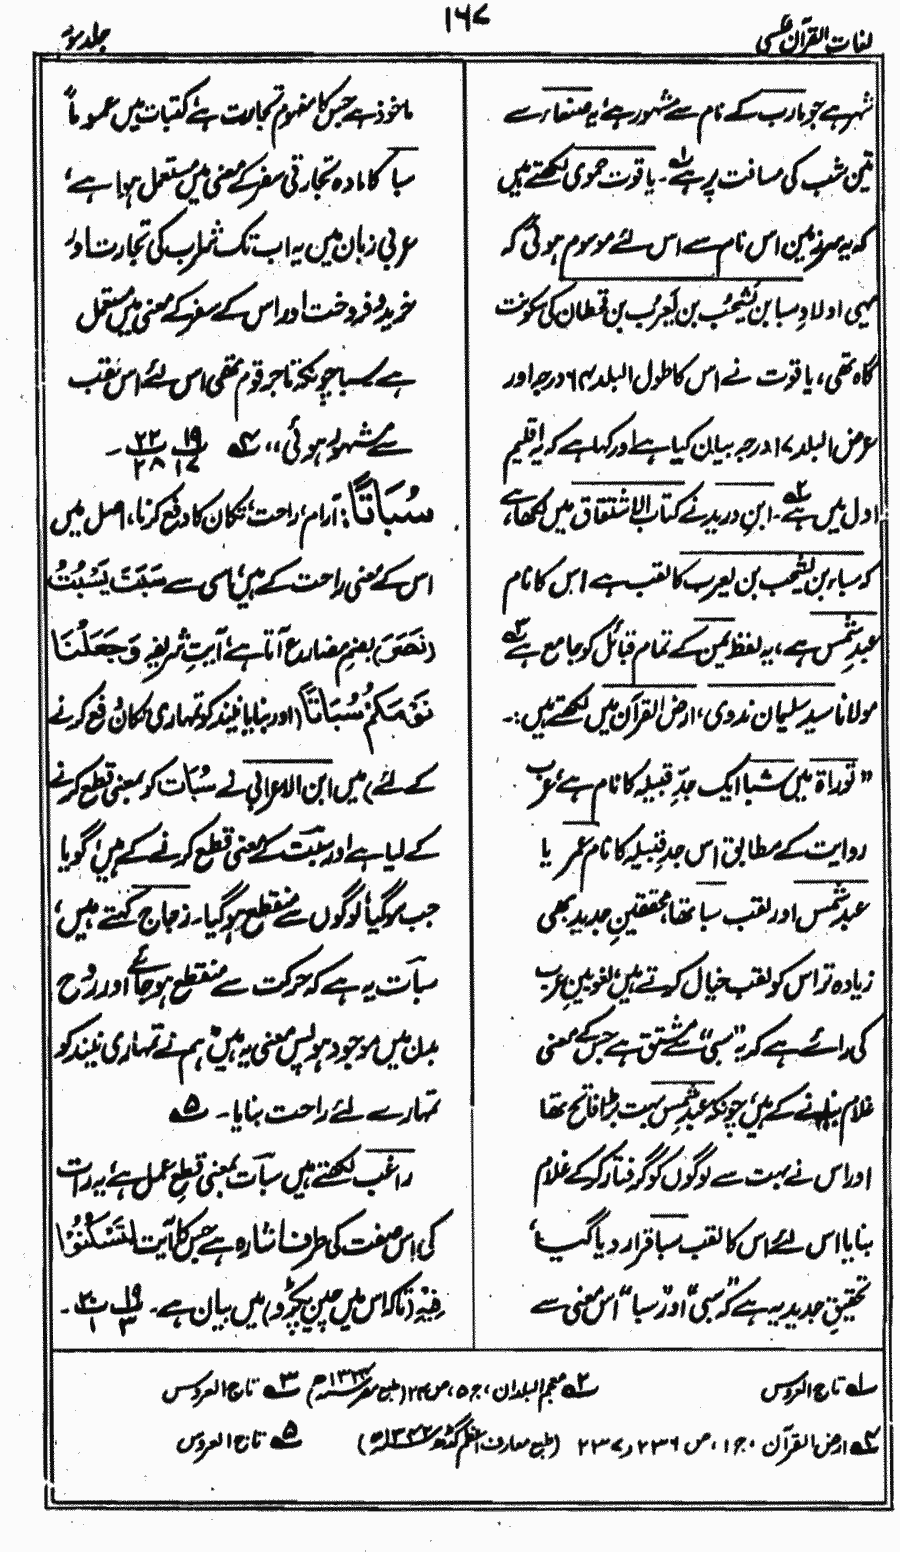 لغات القرآن عکسی
۱۶۷
جلد سوم
شہر ہے جو مارب کے نام سے مشہور ہے، یہ صنعاء سے
تین شب کی مسافت پر ہے ۱؎۔ یاقوت حموی لکھتے ہیں
کہ یہ سرزمین اس نام سے اس لئے موسوم ہوئی کہ
یہی اولادِ سبا بن یَشْجُب بن یَعْرُب بن قحطان کی سکونت
گاہ تھی، یاقوت نے اس کا طول البلد ۶۴ درجہ اور
عرض البلد ۱۷ درجہ بیان کیا ہے اور کہا ہے کہ یہ اقلیم
اول میں ہے ۲؎۔ ابن درید نے کتاب الاشتقاق میں لکھا ہے،
کہ سباء بن یشجب بن یعرب کا لقب ہے اس کا نام
عبد شمس ہے، یہ لفظ یمن کے تمام قبائل کو جامع ہے ۳؎
مولانا سید سلیمان ندوی، ارض القرآن میں لکھتے ہیں:۔
"توراۃ میں سبا ایک جدّ قبیلہ کا نام ہے، عرب
روایت کے مطابق اس جد قبیلہ کا نام عمر یا
عبد شمس اور لقب سبا تھا، محققینِ جدید بھی
زیادہ تر اس کو لقب خیال کرتے ہیں، لغویینِ عرب
کی رائے ہے کہ یہ "سبی" سے مشتق ہے جس کے معنی
غلام بنانے کے ہیں، چونکہ عبد شمس بہت بڑا فاتح تھا
اور اس نے بہت سے لوگوں کو گرفتار کر کے غلام
بنایا اس لئے اس کا لقب سبا قرار دیا گیا،
تحقیق جدید یہ ہے کہ "سبی" اور "سبا" اس معنی سے
ماخوذ ہے جس کا مفہوم تجارت ہے، کتبات میں عموماً
سبا کا مادہ تجارتی سفر کے معنی میں مستعمل ہوا ہے،
عربی زبان میں یہ اب تک شراب کی تجارت اور
خرید و فروخت اور اس کے سفر کے معنی میں مستعمل
ہے، سبا چونکہ تاجر قوم تھی اس لئے اس لقب
سے مشہور ہوئی،، ۴؎ ۱۹/۱۷ ۲۲/۲۸ ۔
سُبَاتًا: آرام، راحت، تکان کا دفع کرنا، اصل میں
اس کے معنی راحت کے ہیں، اسی سے سَبَتَ یَسْبُتُ
(نَصَرَ) بضمِ مضارع آتا ہے، آیتِ شریفہ وَجَعَلْنَا
نَوْمَکُمْ سُبَاتًا (اور بنایا نیند کو تمہاری تکان دفع کرنے
کے لئے) میں ابن الاعرابی نے سُبَات کو بمعنی قطع کرنے
کے لیا ہے اور سَبَتَ کے معنی قطع کرنے کے ہیں، گویا
جب سو گیا، لوگوں سے منقطع ہو گیا۔ زجاج کہتے ہیں،
سبات یہ ہے کہ حرکت سے منقطع ہو جائے اور روح
بدن میں موجود ہو پس معنی یہ ہیں "ہم نے تمہاری نیند کو
تمہارے لئے راحت بنایا۔ ۵؎
راغب لکھتے ہیں سبات بمعنی قطعِ عمل ہے، یہ رات
کی اس صفت کی طرف اشارہ ہے جس کا آیت لِتَسْکُنُوْا
فِیْہِ (تاکہ اس میں چین پکڑو) میں بیان ہے۔ ۱۹/۳ ۳۰/۱ ۔
۱؎ تاج العروس
۲؎ معجم البلدان، ج ۵، ص ۲۴ (طبع مصر ۱۳۲۴ھ)
۳؎ تاج العروس
۴؎ ارض القرآن، ج ۱، ص ۲۳۶ و ۲۳۷ (طبع معارف اعظم گڑھ ۱۳۴۲ھ)
۵؎ تاج العروس